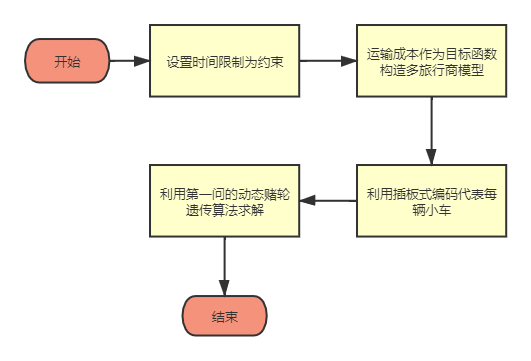 开始
设置时间限制为约束
运输成本作为目标函数
构造多旅行商模型
利用插板式编码代表每
辆小车
利用第一问的动态赌轮
遗传算法求解
结束